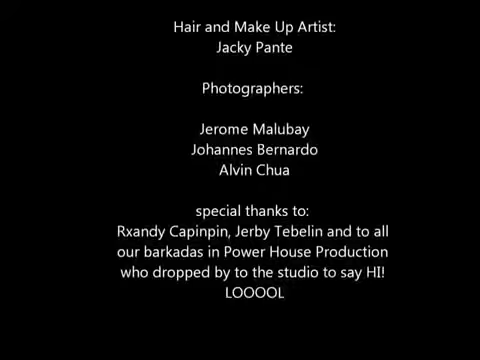 Hair and Make Up Artist:
Jacky Pante
Photographers:
Jerome Malubay
Johannes Bernardo
Alvin Chua
special thanks to:
Rxandy Capinpin, Jerby Tebelin and to all
our barkadas in Power House Production
who dropped by to the studio to say HI!
LOOOOL